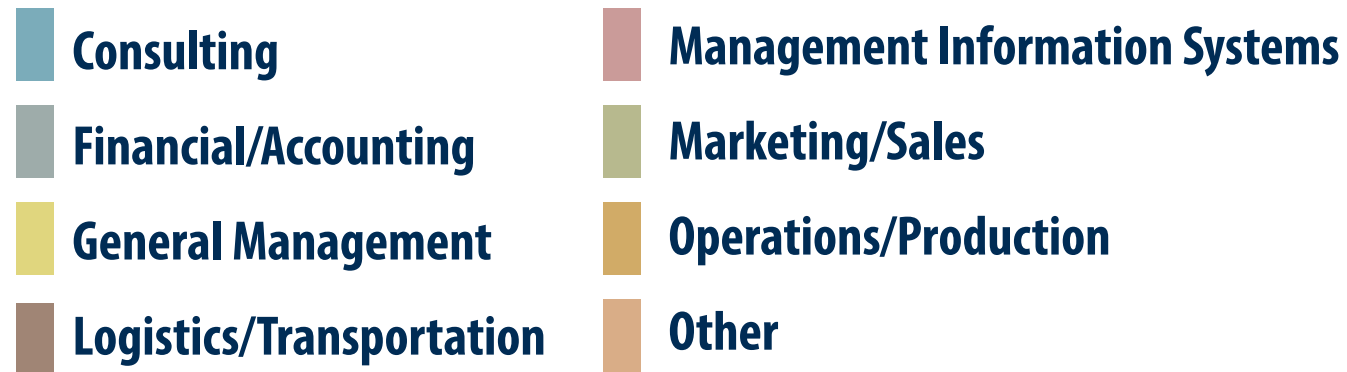 Consulting
Financial/Accounting
General Management
Logistics/Transportation
Management Information Systems
Marketing/Sales
Operations/Production
Other